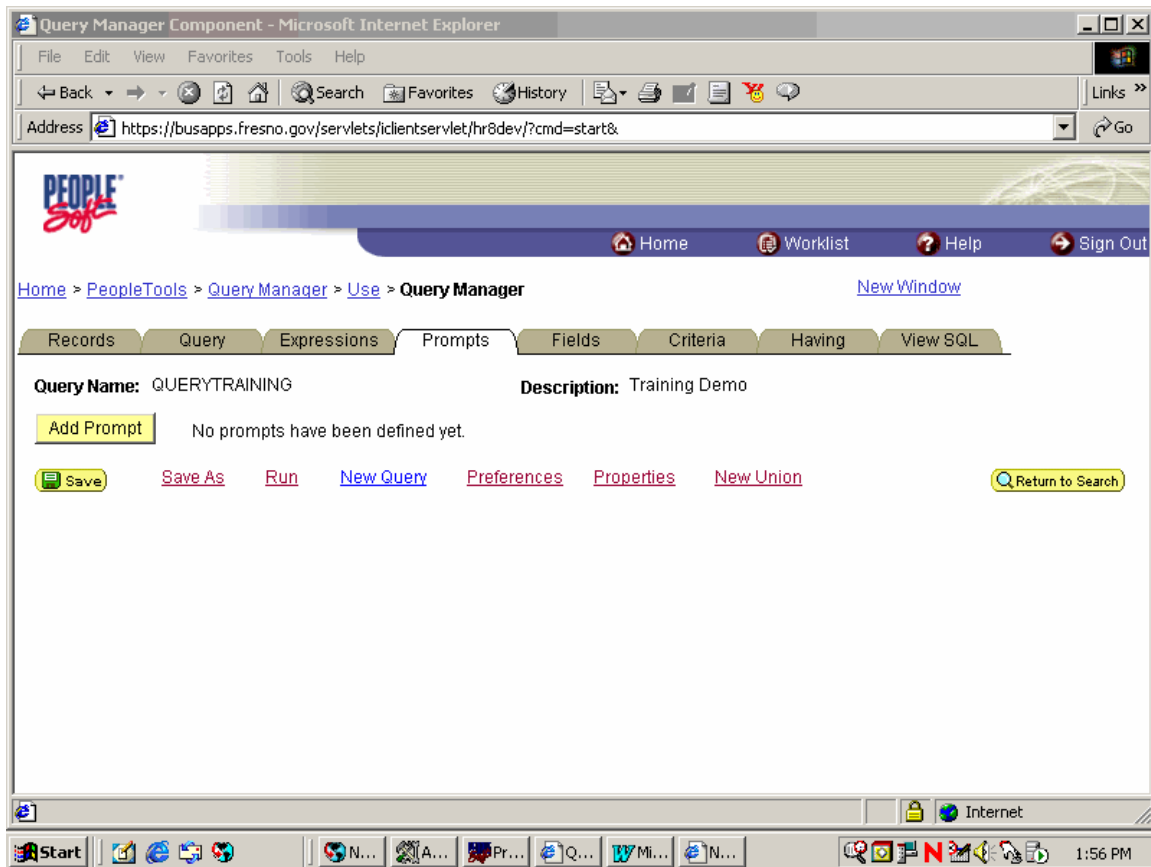 Query Manager Component - Microsoft Internet Explorer
File Edit View Favorites Tools Help
Back Search Favorites History Links »
Address https://busapps.fresno.gov/servlets/iclientservlet/hr8dev/?cmd=start& Go
PEOPLE
Soft
Home Worklist Help Sign Out
Home > PeopleTools > Query Manager > Use > Query Manager New Window
Records Query Expressions Prompts Fields Criteria Having View SQL
Query Name: QUERYTRAINING Description: Training Demo
Add Prompt No prompts have been defined yet.
Save Save As Run New Query Preferences Properties New Union Return to Search
Internet
Start N... A... Pr... Q... Mi... N... N 1:56 PM